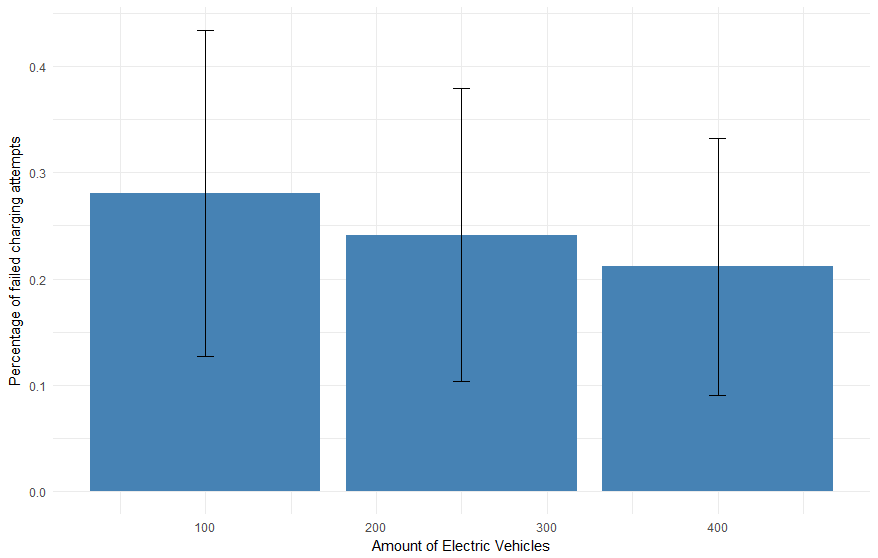 Percentage of failed charging attempts
0.4
0.3
0.2
0.1
0.0
100 200 300 400
Amount of Electric Vehicles